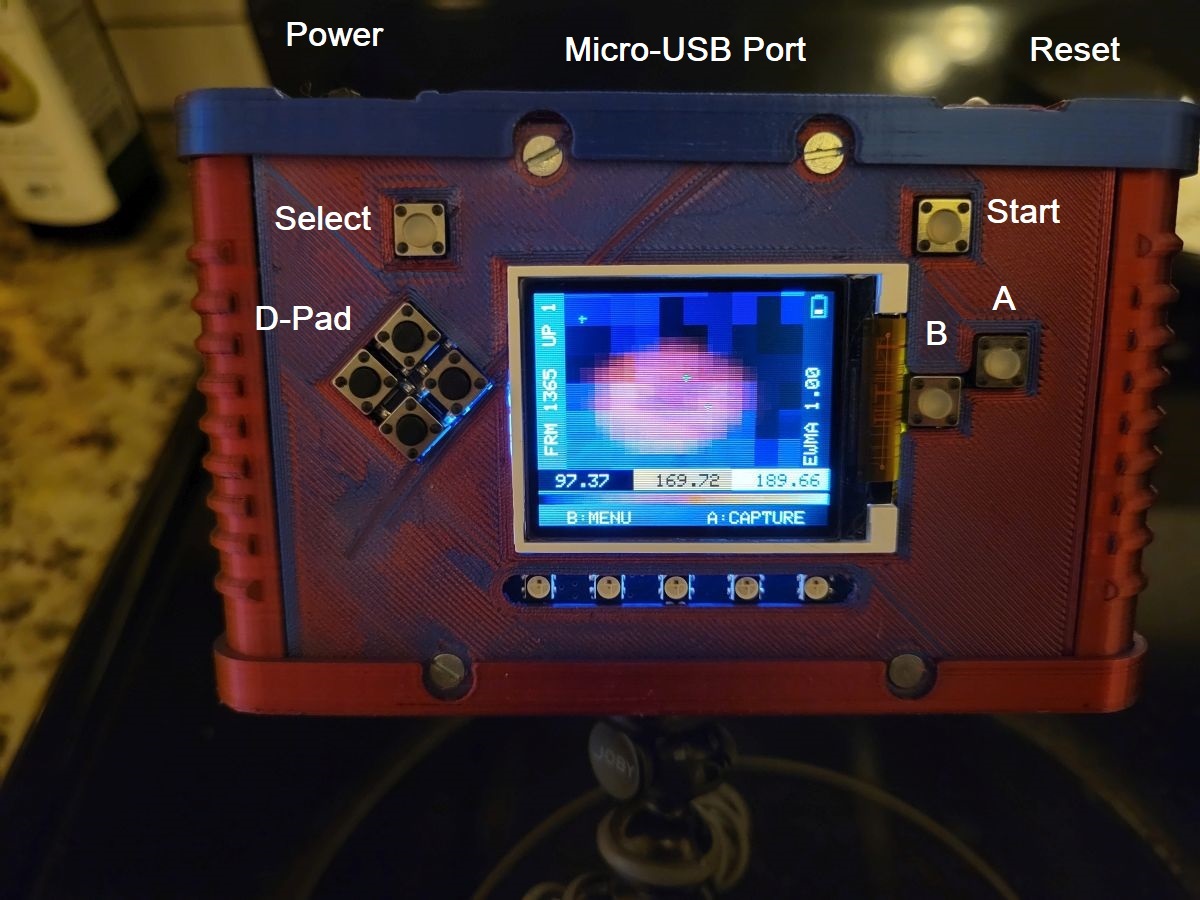 Power
Micro-USB Port
Reset
Select
Start
D-Pad
A
B
UP 1
FRM 1365
EWMA 1.00
97.37 169.72 189.66
B:MENU A:CAPTURE
JOBY